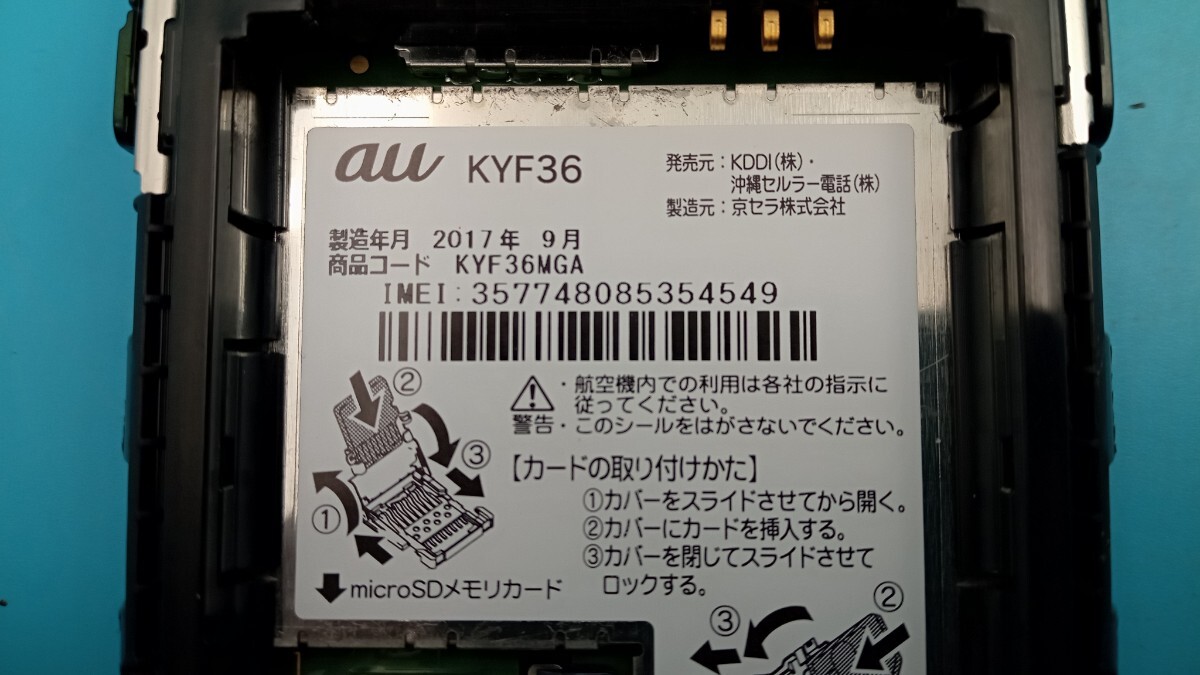 au KYF36
発売元：KDDI（株）・
沖縄セルラー電話（株）
製造元：京セラ株式会社
製造年月 2017年 9月
商品コード KYF36MGA
IMEI:357748085354549
② ・航空機内での利用は各社の指示に
従ってください。
警告・このシールをはがさないでください。
③
【カードの取り付けかた】
①カバーをスライドさせてから開く。
①
②カバーにカードを挿入する。
③カバーを閉じてスライドさせて
ロックする。
microSDメモリカード
②
③